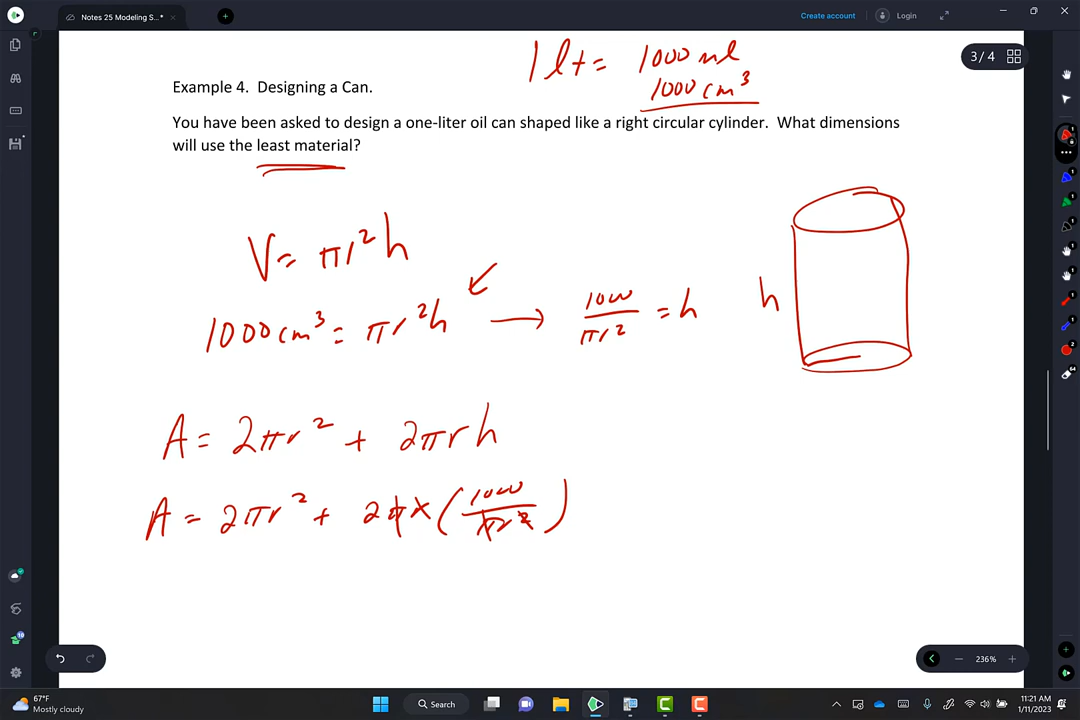 Notes 25 Modeling S...*
Create account
Login
3/4
1 lt = 1000 ml
1000 cm³
Example 4. Designing a Can.
You have been asked to design a one-liter oil can shaped like a right circular cylinder. What dimensions
will use the least material?
V = πr²h
1000 cm³ = πr²h → 1000/πr² = h
h
A = 2πr² + 2πrh
A = 2πr² + 2πr (1000/πr²)
236%
67°F
Mostly cloudy
Search
11:21 AM
1/11/2023